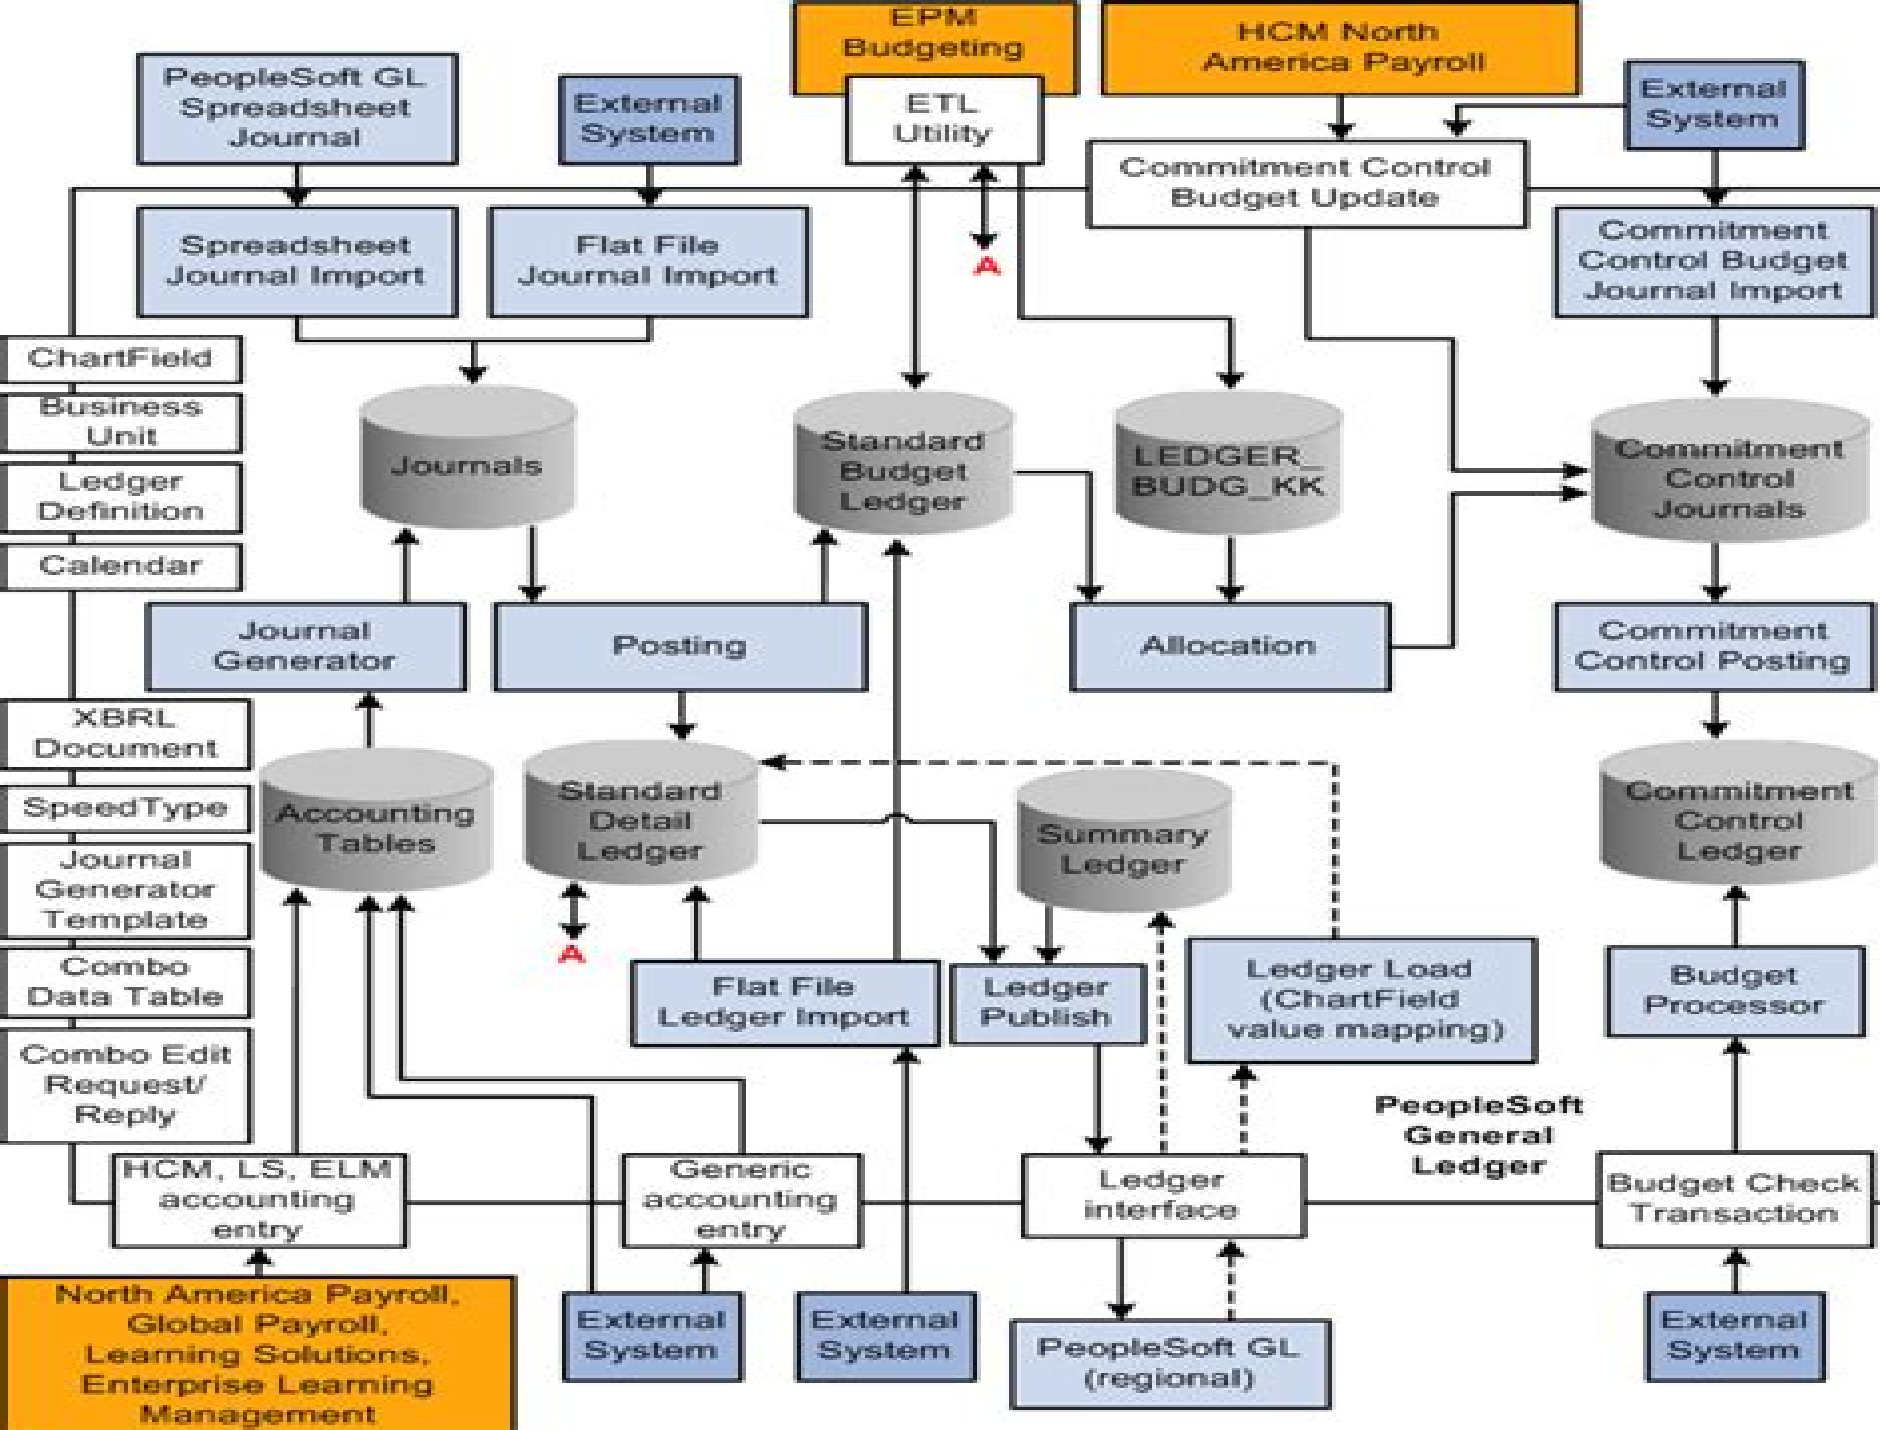 EPM
Budgeting
HCM North
America Payroll
PeopleSoft GL
Spreadsheet
Journal
External
System
ETL
Utility
External
System
Commitment Control
Budget Update
Spreadsheet
Journal Import
Flat File
Journal Import
A
Commitment
Control Budget
Journal Import
ChartField
Business
Unit
Ledger
Definition
Calendar
Journals
Standard
Budget
Ledger
LEDGER_
BUDG_KK
Commitment
Control
Journals
Journal
Generator
Posting
Allocation
Commitment
Control Posting
XBRL
Document
SpeedType
Journal
Generator
Template
Combo
Data Table
Combo Edit
Request/
Reply
Accounting
Tables
Standard
Detail
Ledger
Summary
Ledger
Commitment
Control
Ledger
A
Flat File
Ledger Import
Ledger
Publish
Ledger Load
(ChartField
value mapping)
Budget
Processor
PeopleSoft
General
Ledger
HCM, LS, ELM
accounting
entry
Generic
accounting
entry
Ledger
interface
Budget Check
Transaction
North America Payroll,
Global Payroll,
Learning Solutions,
Enterprise Learning
Management
External
System
External
System
PeopleSoft GL
(regional)
External
System